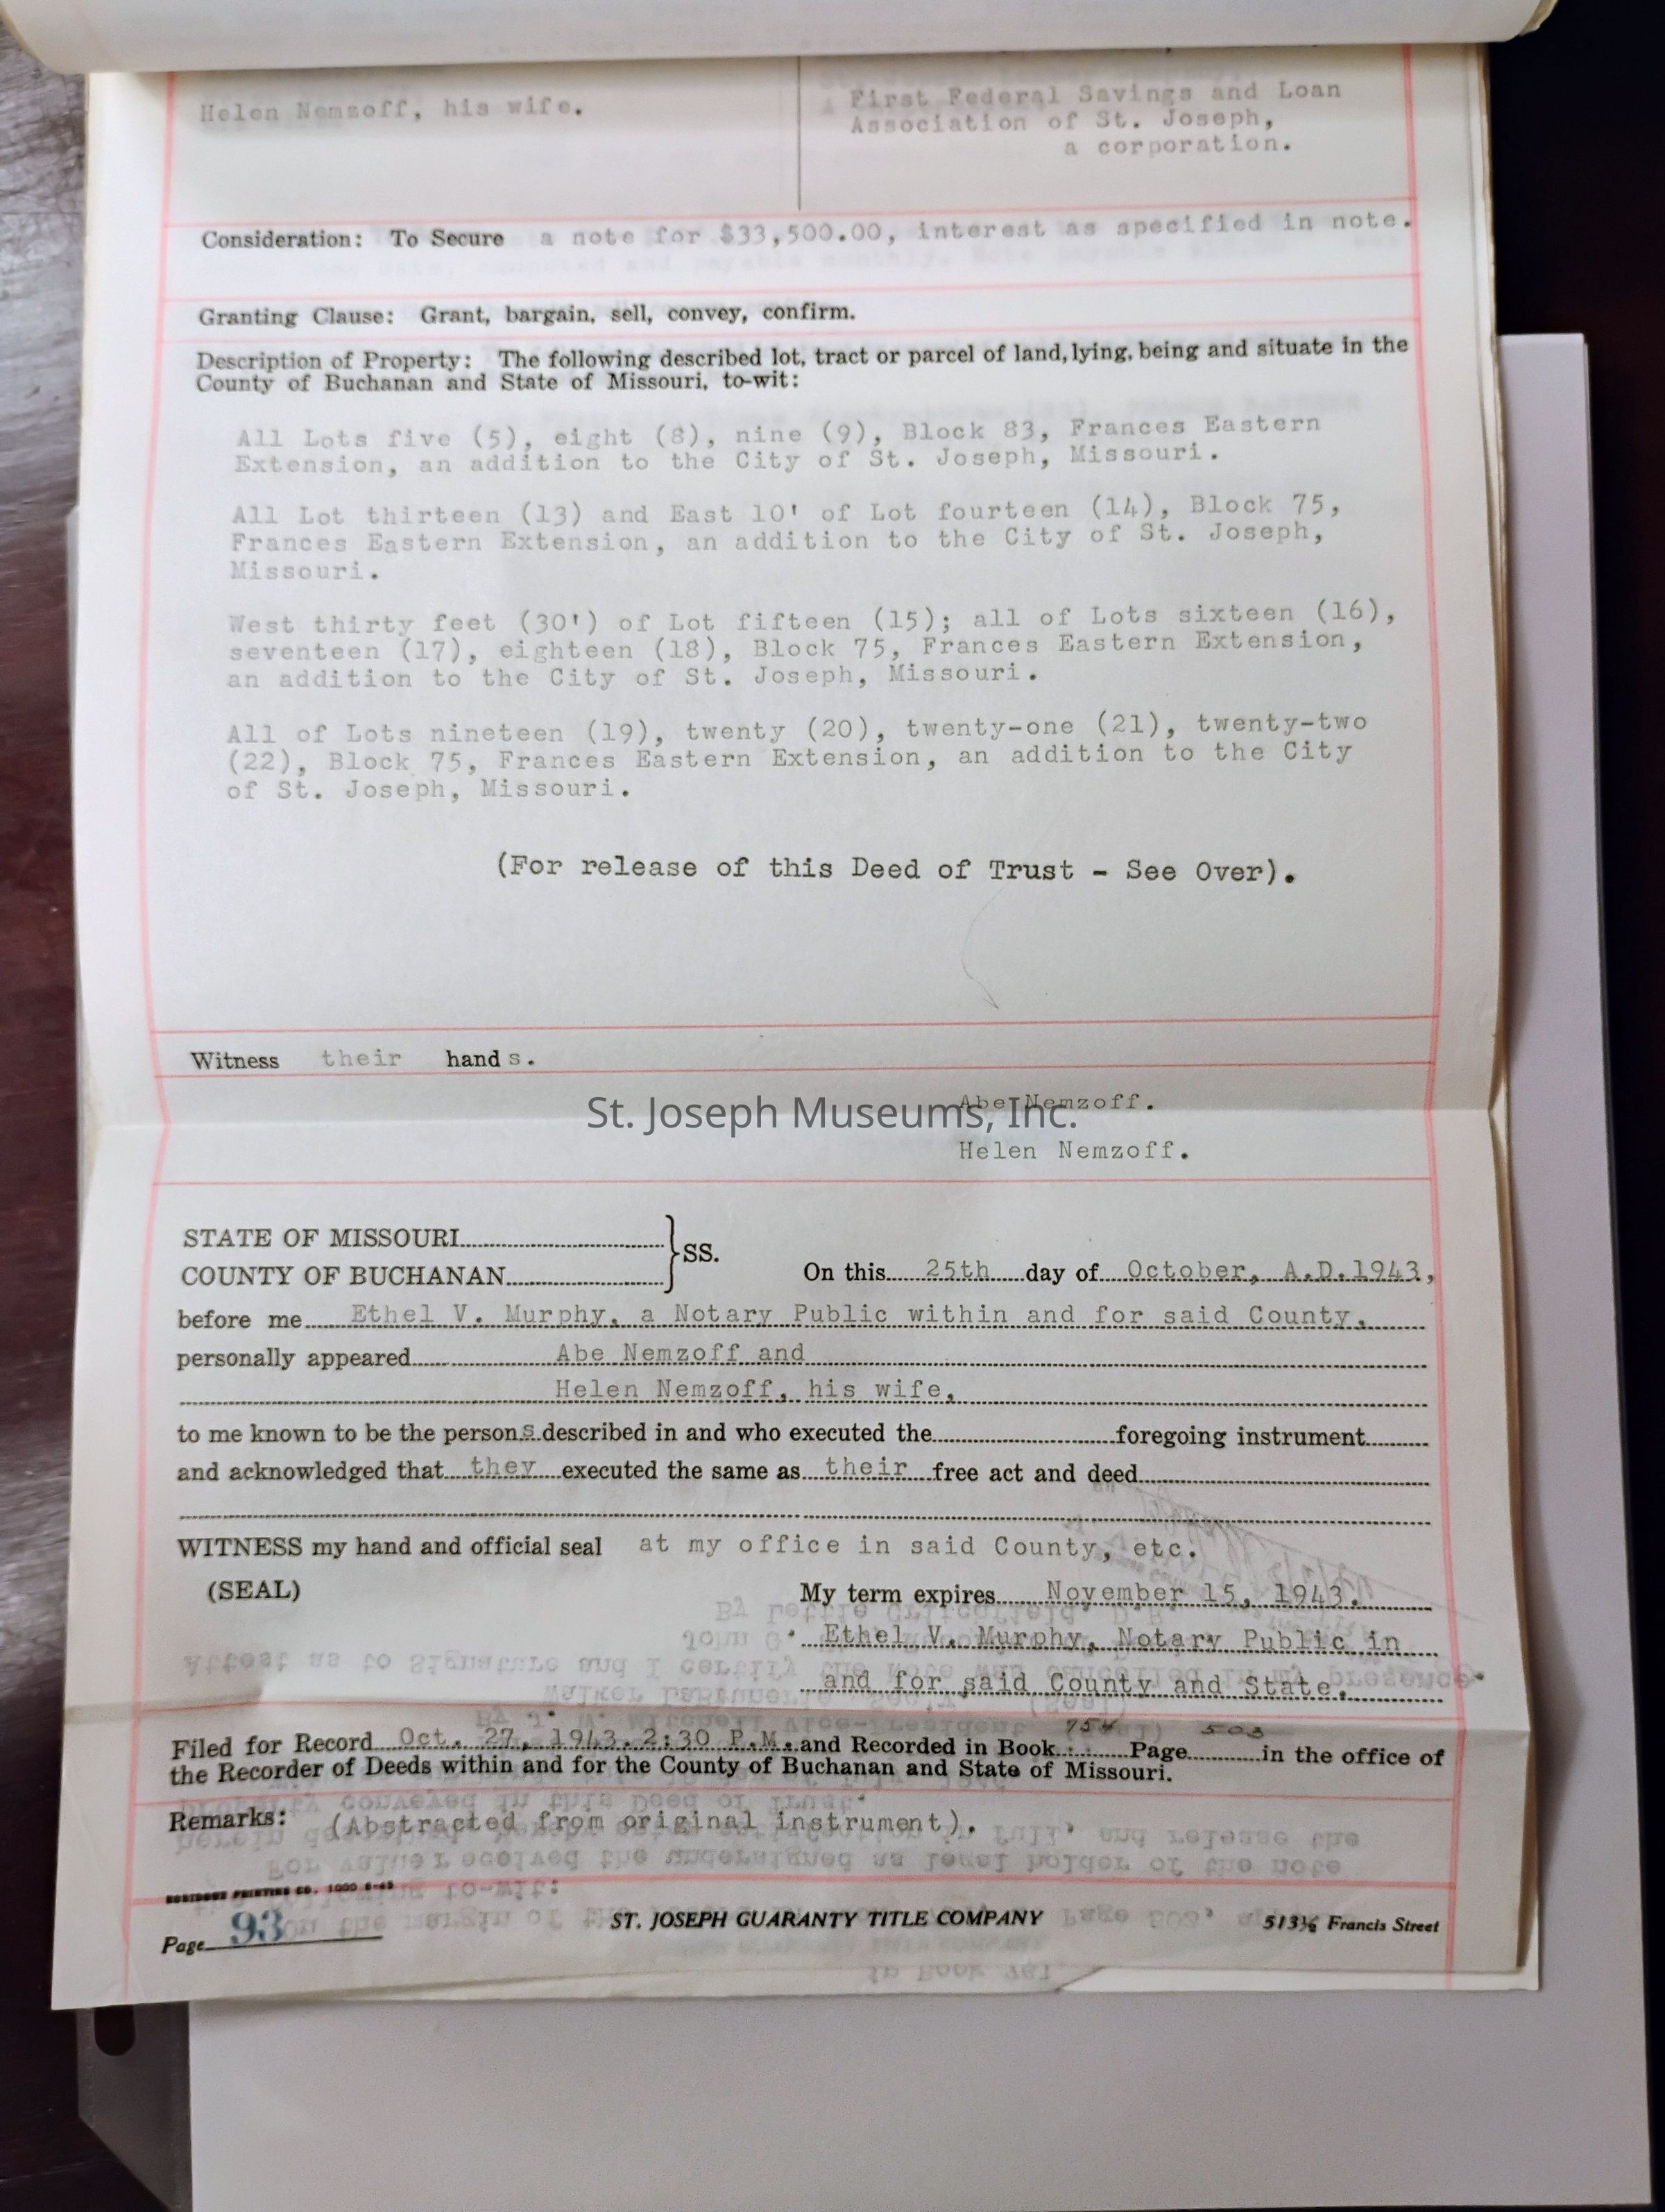 Helen Nemzoff, his wife.
First Federal Savings and Loan
Association of St. Joseph,
a corporation.
Consideration: To Secure a note for $33,500.00, interest as specified in note.
Granting Clause: Grant, bargain, sell, convey, confirm.
Description of Property: The following described lot, tract or parcel of land, lying, being and situate in the
County of Buchanan and State of Missouri, to-wit:
All Lots five (5), eight (8), nine (9), Block 83, Frances Eastern
Extension, an addition to the City of St. Joseph, Missouri.
All Lot thirteen (13) and East 10' of Lot fourteen (14), Block 75,
Frances Eastern Extension, an addition to the City of St. Joseph,
Missouri.
West thirty feet (30') of Lot fifteen (15); all of Lots sixteen (16),
seventeen (17), eighteen (18), Block 75, Frances Eastern Extension,
an addition to the City of St. Joseph, Missouri.
All of Lots nineteen (19), twenty (20), twenty-one (21), twenty-two
(22), Block 75, Frances Eastern Extension, an addition to the City
of St. Joseph, Missouri.
(For release of this Deed of Trust - See Over).
Witness their hands.
Abe Nemzoff.
St. Joseph Museums, Inc.
Helen Nemzoff.
STATE OF MISSOURI
COUNTY OF BUCHANAN
SS.
On this 25th day of October, A.D.1943,
before me Ethel V. Murphy, a Notary Public within and for said County,
personally appeared Abe Nemzoff and
Helen Nemzoff, his wife,
to me known to be the persons described in and who executed the foregoing instrument
and acknowledged that they executed the same as their free act and deed
WITNESS my hand and official seal at my office in said County, etc.
(SEAL)
My term expires November 15, 1943.
Ethel V. Murphy, Notary Public in
and for said County and State.
Filed for Record Oct. 27, 1943. 2:30 P.M. and Recorded in Book 754 Page 503 in the office of
the Recorder of Deeds within and for the County of Buchanan and State of Missouri.
Remarks: (Abstracted from original instrument).
PRINTING CO. 1000
Page 93
ST. JOSEPH GUARANTY TITLE COMPANY
513½ Francis Street